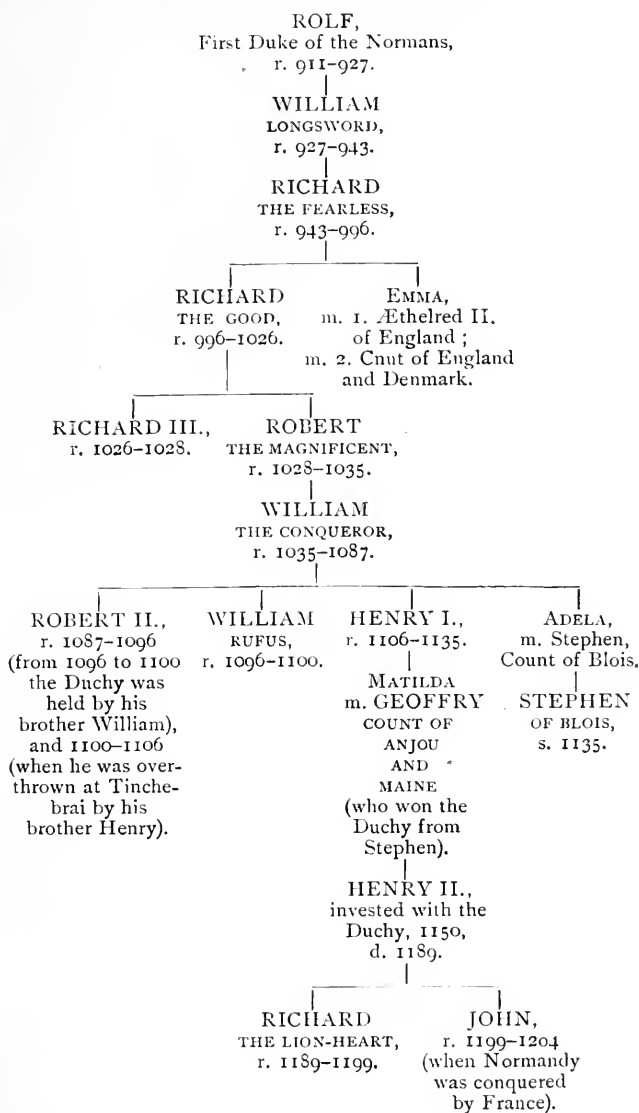 ROLF,
First Duke of the Normans,
r. 911–927.
WILLIAM
LONGSWORD,
r. 927–943.
RICHARD
THE FEARLESS,
r. 943–996.
RICHARD
THE GOOD,
r. 996–1026.
EMMA,
m. 1. Æthelred II.
of England ;
m. 2. Cnut of England
and Denmark.
RICHARD III.,
r. 1026–1028.
ROBERT
THE MAGNIFICENT,
r. 1028–1035.
WILLIAM
THE CONQUEROR,
r. 1035–1087.
ROBERT II.,
r. 1087–1096
(from 1096 to 1100
the Duchy was
held by his
brother William),
and 1100–1106
(when he was over-
thrown at Tinche-
brai by his
brother Henry).
WILLIAM
RUFUS,
r. 1096–1100.
HENRY I.,
r. 1106–1135.
MATILDA
m. GEOFFRY
COUNT OF
ANJOU
AND
MAINE
(who won the
Duchy from
Stephen).
ADELA,
m. Stephen,
Count of Blois.
STEPHEN
OF BLOIS,
s. 1135.
HENRY II.,
invested with the
Duchy, 1150,
d. 1189.
RICHARD
THE LION-HEART,
r. 1189–1199.
JOHN,
r. 1199–1204
(when Normandy
was conquered
by France).